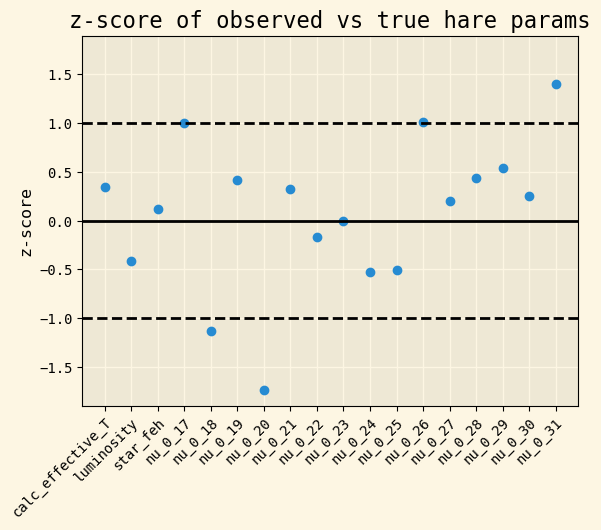 z-score of observed vs true hare params
z-score
1.5
1.0
0.5
0.0
−0.5
−1.0
−1.5
calc_effective_T
luminosity
star_feh
nu_0_17
nu_0_18
nu_0_19
nu_0_20
nu_0_21
nu_0_22
nu_0_23
nu_0_24
nu_0_25
nu_0_26
nu_0_27
nu_0_28
nu_0_29
nu_0_30
nu_0_31